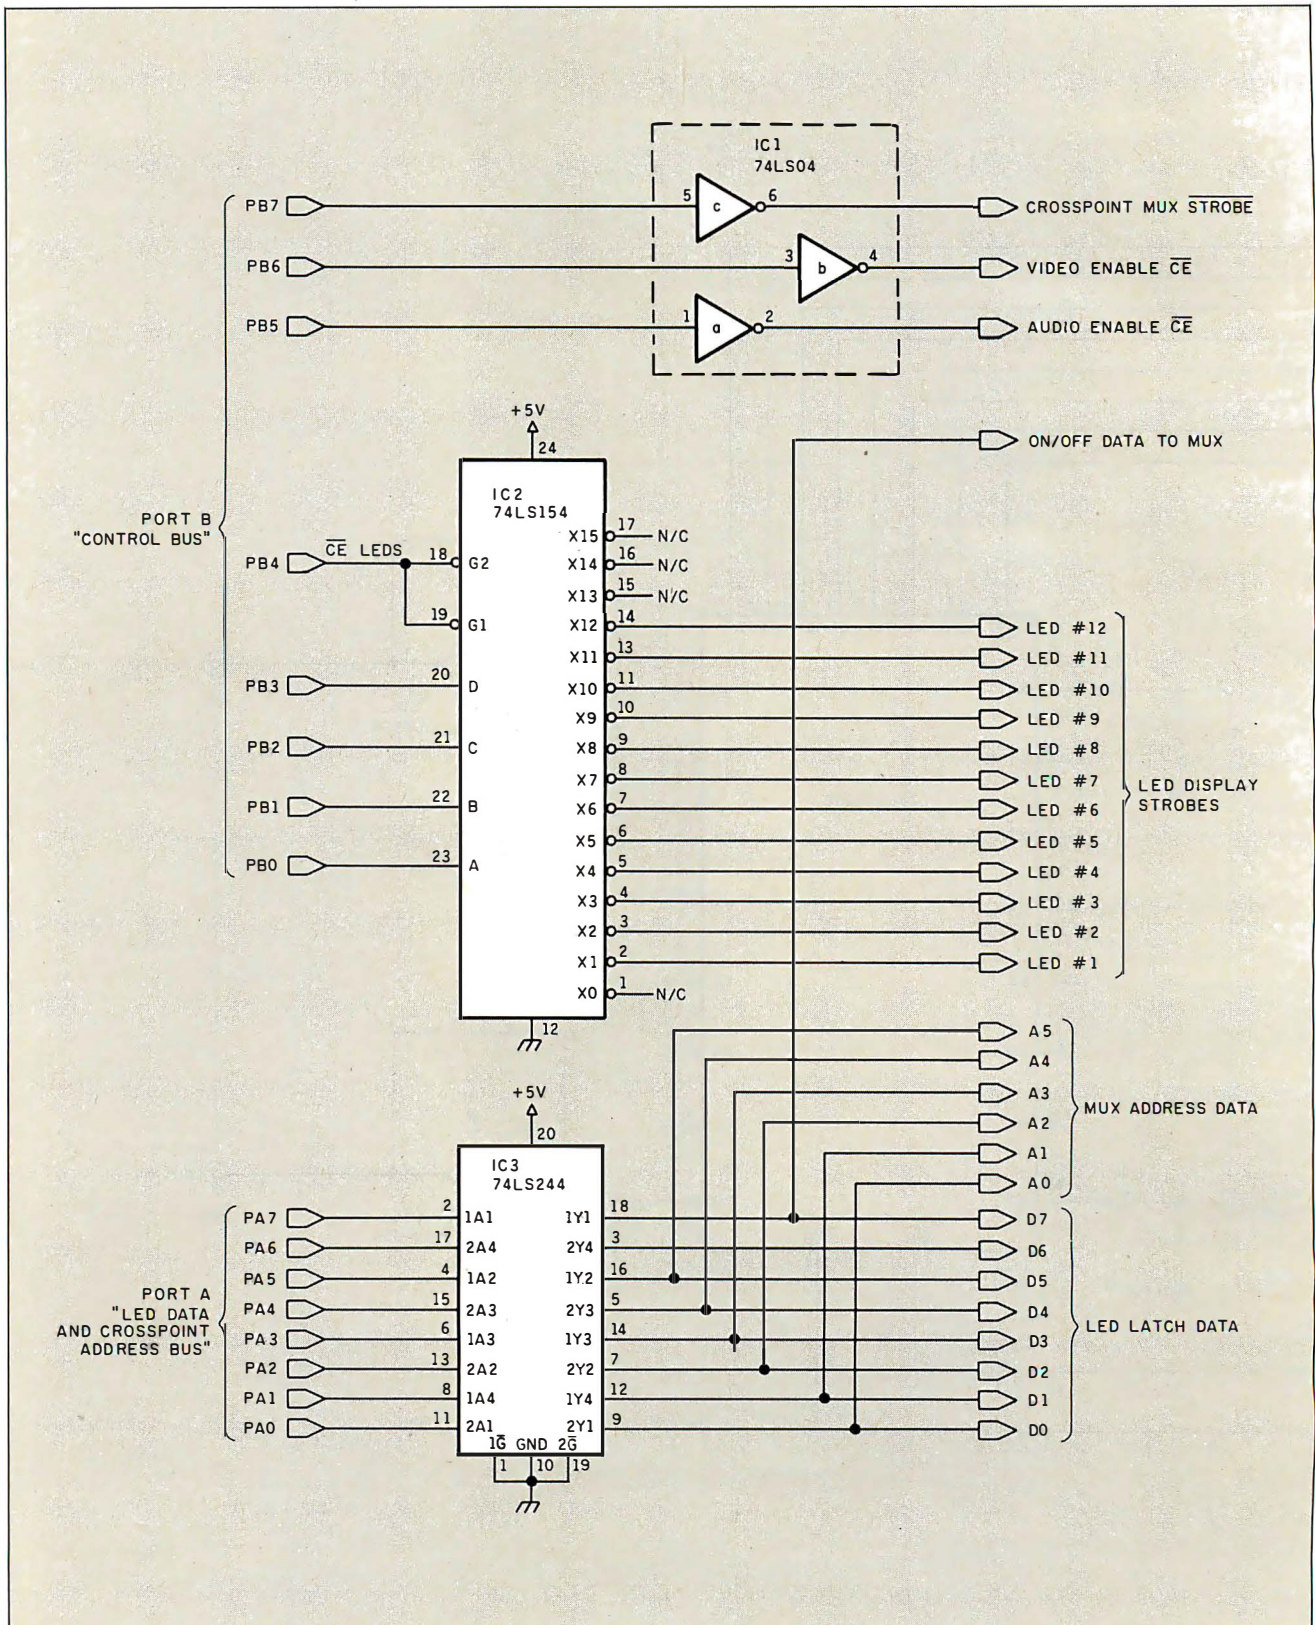 IC1
74LS04
PB7
5
c
6
CROSSPOINT MUX STROBE
PB6
3
b
4
VIDEO ENABLE CE
PB5
1
a
2
AUDIO ENABLE CE
+5V
24
ON/OFF DATA TO MUX
IC2
74LS154
PORT B
"CONTROL BUS"
X15
17
N/C
PB4
CE LEDS
18
G2
X14
16
N/C
X13
15
N/C
19
G1
X12
14
LED #12
X11
13
LED #11
PB3
20
D
X10
11
LED #10
X9
10
LED #9
PB2
21
C
X8
9
LED #8
X7
8
LED #7
LED DISPLAY
STROBES
PB1
22
B
X6
7
LED #6
X5
6
LED #5
PB0
23
A
X4
5
LED #4
X3
4
LED #3
X2
3
LED #2
X1
2
LED #1
X0
1
N/C
12
A5
A4
A3
A2
A1
A0
MUX ADDRESS DATA
+5V
20
IC3
74LS244
PORT A
"LED DATA
AND CROSSPOINT
ADDRESS BUS"
PA7
2
1A1
1Y1
18
D7
PA6
17
2A4
2Y4
3
D6
PA5
4
1A2
1Y2
16
D5
PA4
15
2A3
2Y3
5
D4
PA3
6
1A3
1Y3
14
D3
PA2
13
2A2
2Y2
7
D2
PA1
8
1A4
1Y4
12
D1
PA0
11
2A1
2Y1
9
D0
LED LATCH DATA
1G GND 2G
1
10
19